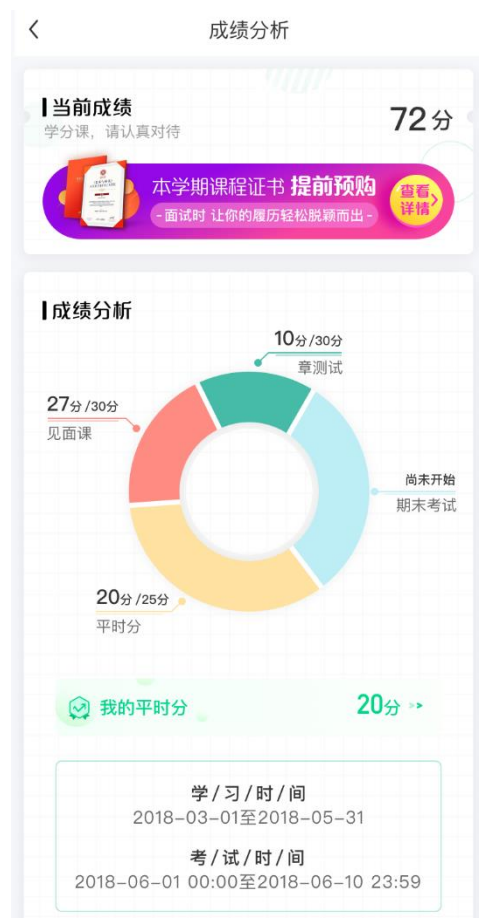 成绩分析
当前成绩
72分
学分课，请认真对待
本学期课程证书 提前预购
-面试时 让你的履历轻松脱颖而出-
查看
详情
成绩分析
10分/30分
章测试
27分/30分
见面课
尚未开始
期末考试
20分/25分
平时分
我的平时分
20分
学/习/时/间
2018-03-01至2018-05-31
考/试/时/间
2018-06-01 00:00至2018-06-10 23:59